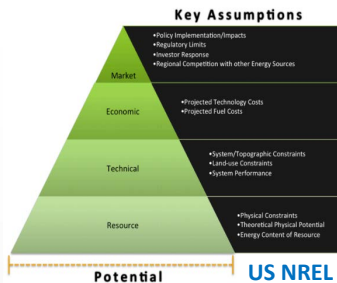 Key Assumptions
•Policy Implementation/Impacts
•Regulatory Limits
•Investor Response
•Regional Competition with other Energy Sources
Market
Economic
•Projected Technology Costs
•Projected Fuel Costs
Technical
•System/Topographic Constraints
•Land-use Constraints
•System Performance
Resource
•Physical Constraints
•Theoretical Physical Potential
•Energy Content of Resource
Potential
US NREL